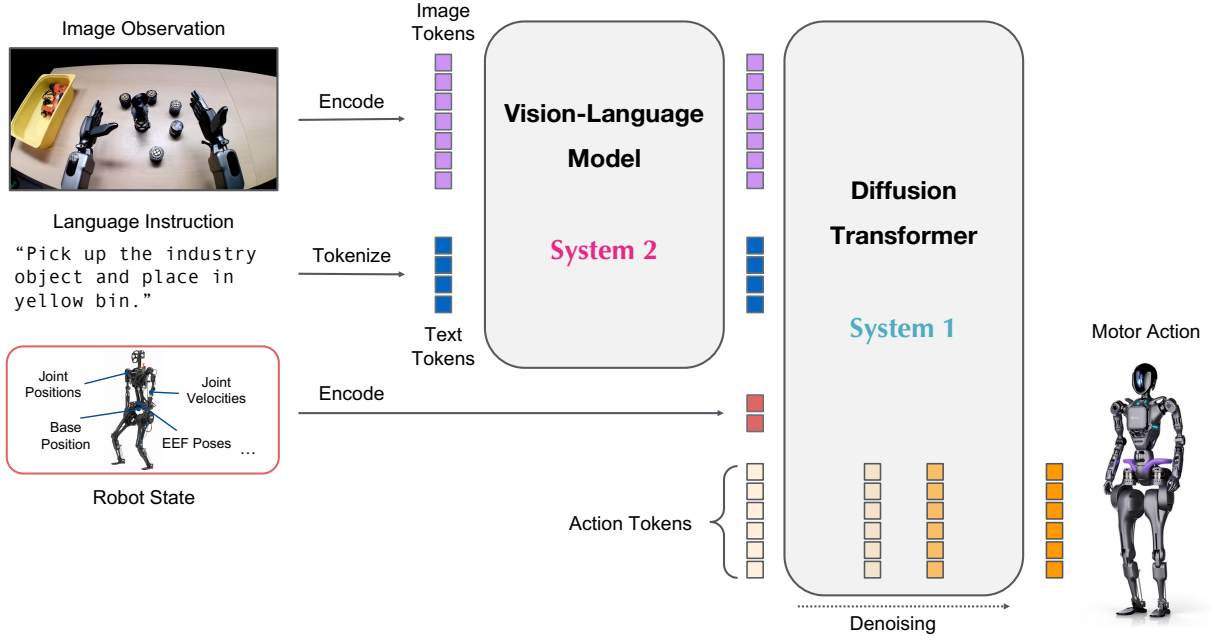 Image Observation
Image
Tokens
Encode
Vision-Language
Model
System 2
Language Instruction
“Pick up the industry
object and place in
yellow bin.”
Tokenize
Text
Tokens
Diffusion
Transformer
System 1
Joint
Positions
Joint
Velocities
Base
Position
EEF Poses ...
Robot State
Encode
Action Tokens
Denoising
Motor Action